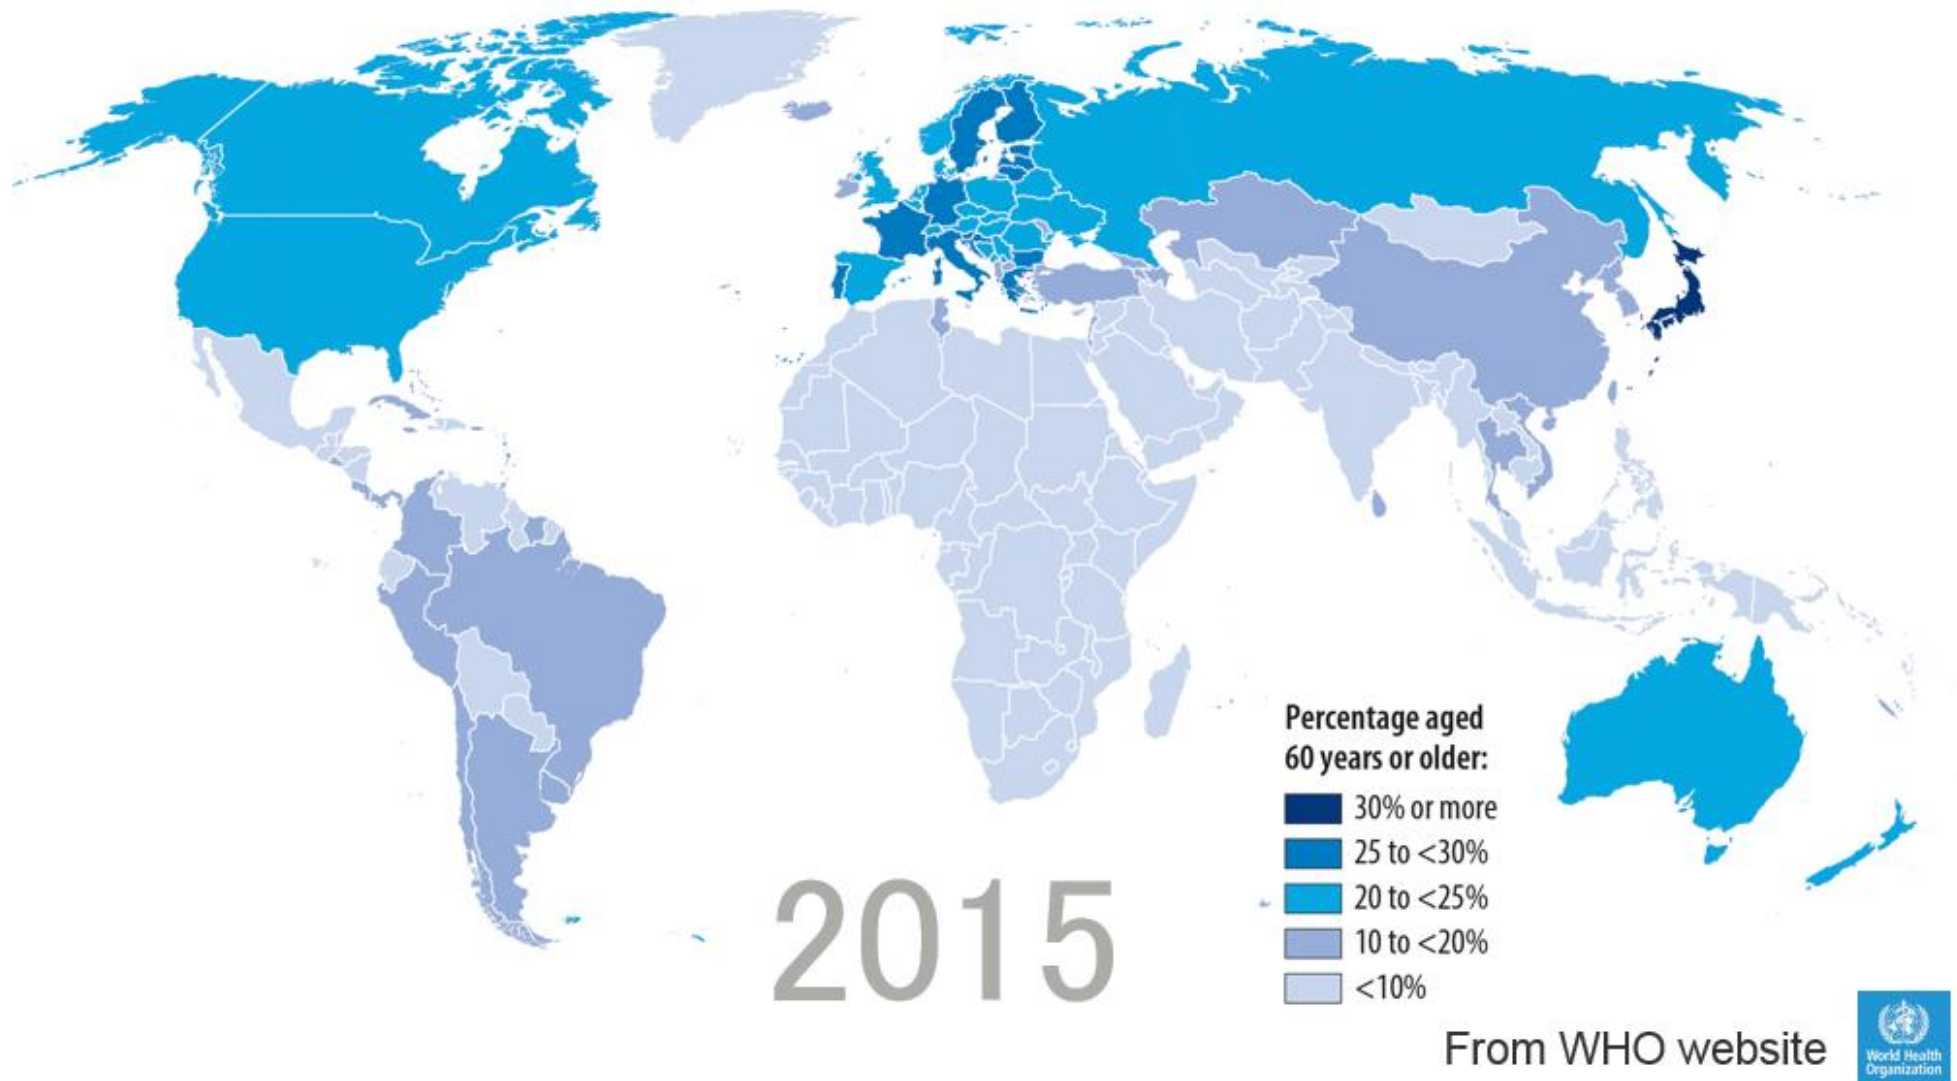 Percentage aged
60 years or older:
30% or more
25 to <30%
20 to <25%
10 to <20%
<10%
2015
From WHO website
World Health
Organization